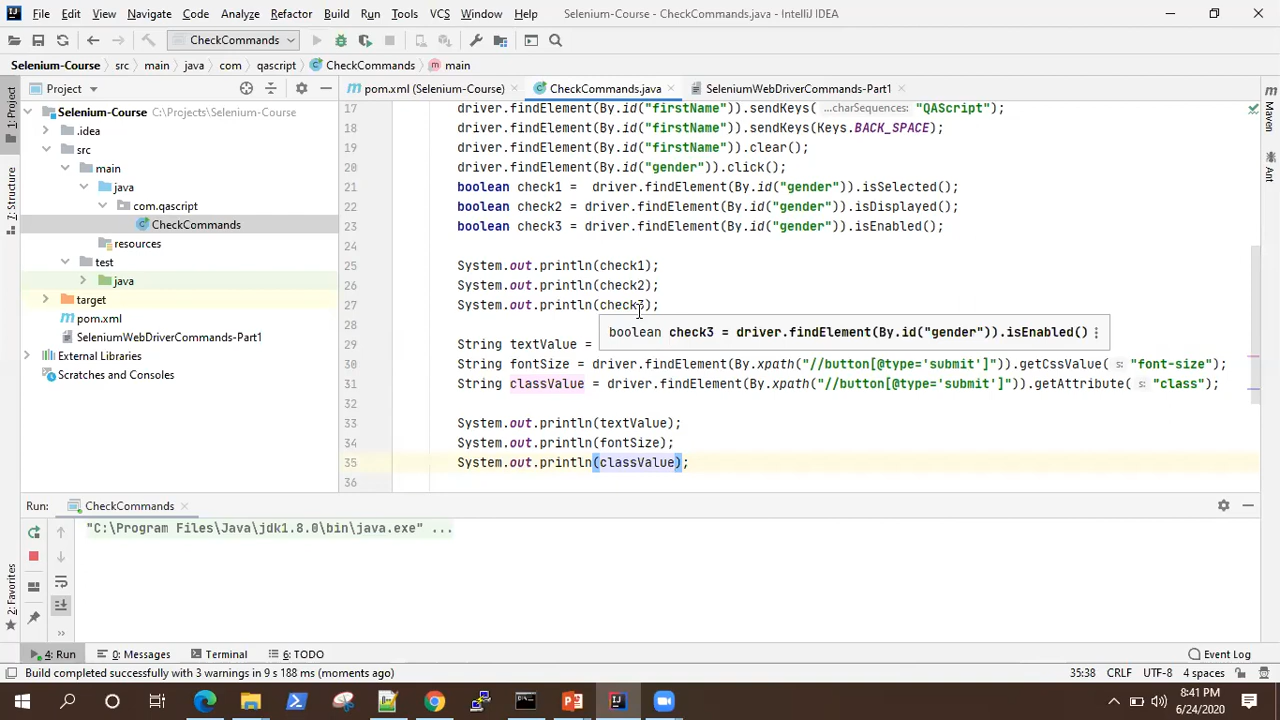 File Edit View Navigate Code Analyze Refactor Build Run Tools VCS Window Help Selenium-Course - CheckCommands.java - IntelliJ IDEA
CheckCommands
Selenium-Course src main java com qascript CheckCommands main
Project
pom.xml (Selenium-Course) CheckCommands.java SeleniumWebDriverCommands-Part1
1: Project
Z: Structure
2: Favorites
Maven
Ant
Selenium-Course C:\Projects\Selenium-Course
.idea
src
main
java
com.qascript
CheckCommands
resources
test
java
target
pom.xml
SeleniumWebDriverCommands-Part1
External Libraries
Scratches and Consoles
17 driver.findElement(By.id("firstName")).sendKeys( ...charSequences: "QAScript");
18 driver.findElement(By.id("firstName")).sendKeys(Keys.BACK_SPACE);
19 driver.findElement(By.id("firstName")).clear();
20 driver.findElement(By.id("gender")).click();
21 boolean check1 =  driver.findElement(By.id("gender")).isSelected();
22 boolean check2 = driver.findElement(By.id("gender")).isDisplayed();
23 boolean check3 = driver.findElement(By.id("gender")).isEnabled();
24
25 System.out.println(check1);
26 System.out.println(check2);
27 System.out.println(check3);
28
boolean check3 = driver.findElement(By.id("gender")).isEnabled()
29 String textValue =
30 String fontSize = driver.findElement(By.xpath("//button[@type='submit']")).getCssValue( s: "font-size");
31 String classValue = driver.findElement(By.xpath("//button[@type='submit']")).getAttribute( s: "class");
32
33 System.out.println(textValue);
34 System.out.println(fontSize);
35 System.out.println(classValue);
36
Run: CheckCommands
"C:\Program Files\Java\jdk1.8.0\bin\java.exe" ...
4: Run 0: Messages Terminal 6: TODO Event Log
Build completed successfully with 3 warnings in 9 s 188 ms (moments ago) 35:38 CRLF UTF-8 4 spaces
8:41 PM
6/24/2020